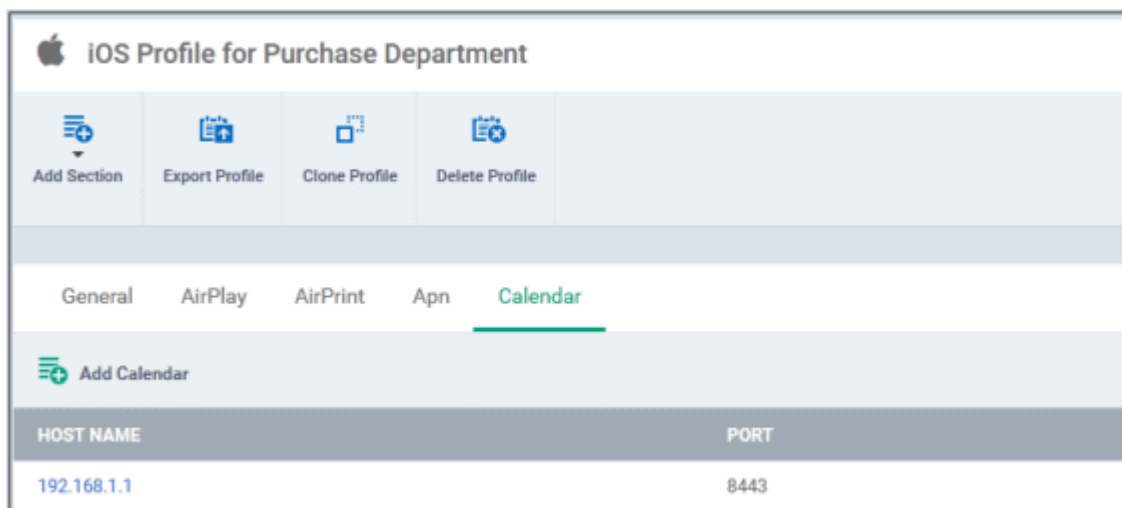 iOS Profile for Purchase Department
Add Section Export Profile Clone Profile Delete Profile
General AirPlay AirPrint Apn Calendar
Add Calendar
HOST NAME PORT
192.168.1.1 8443